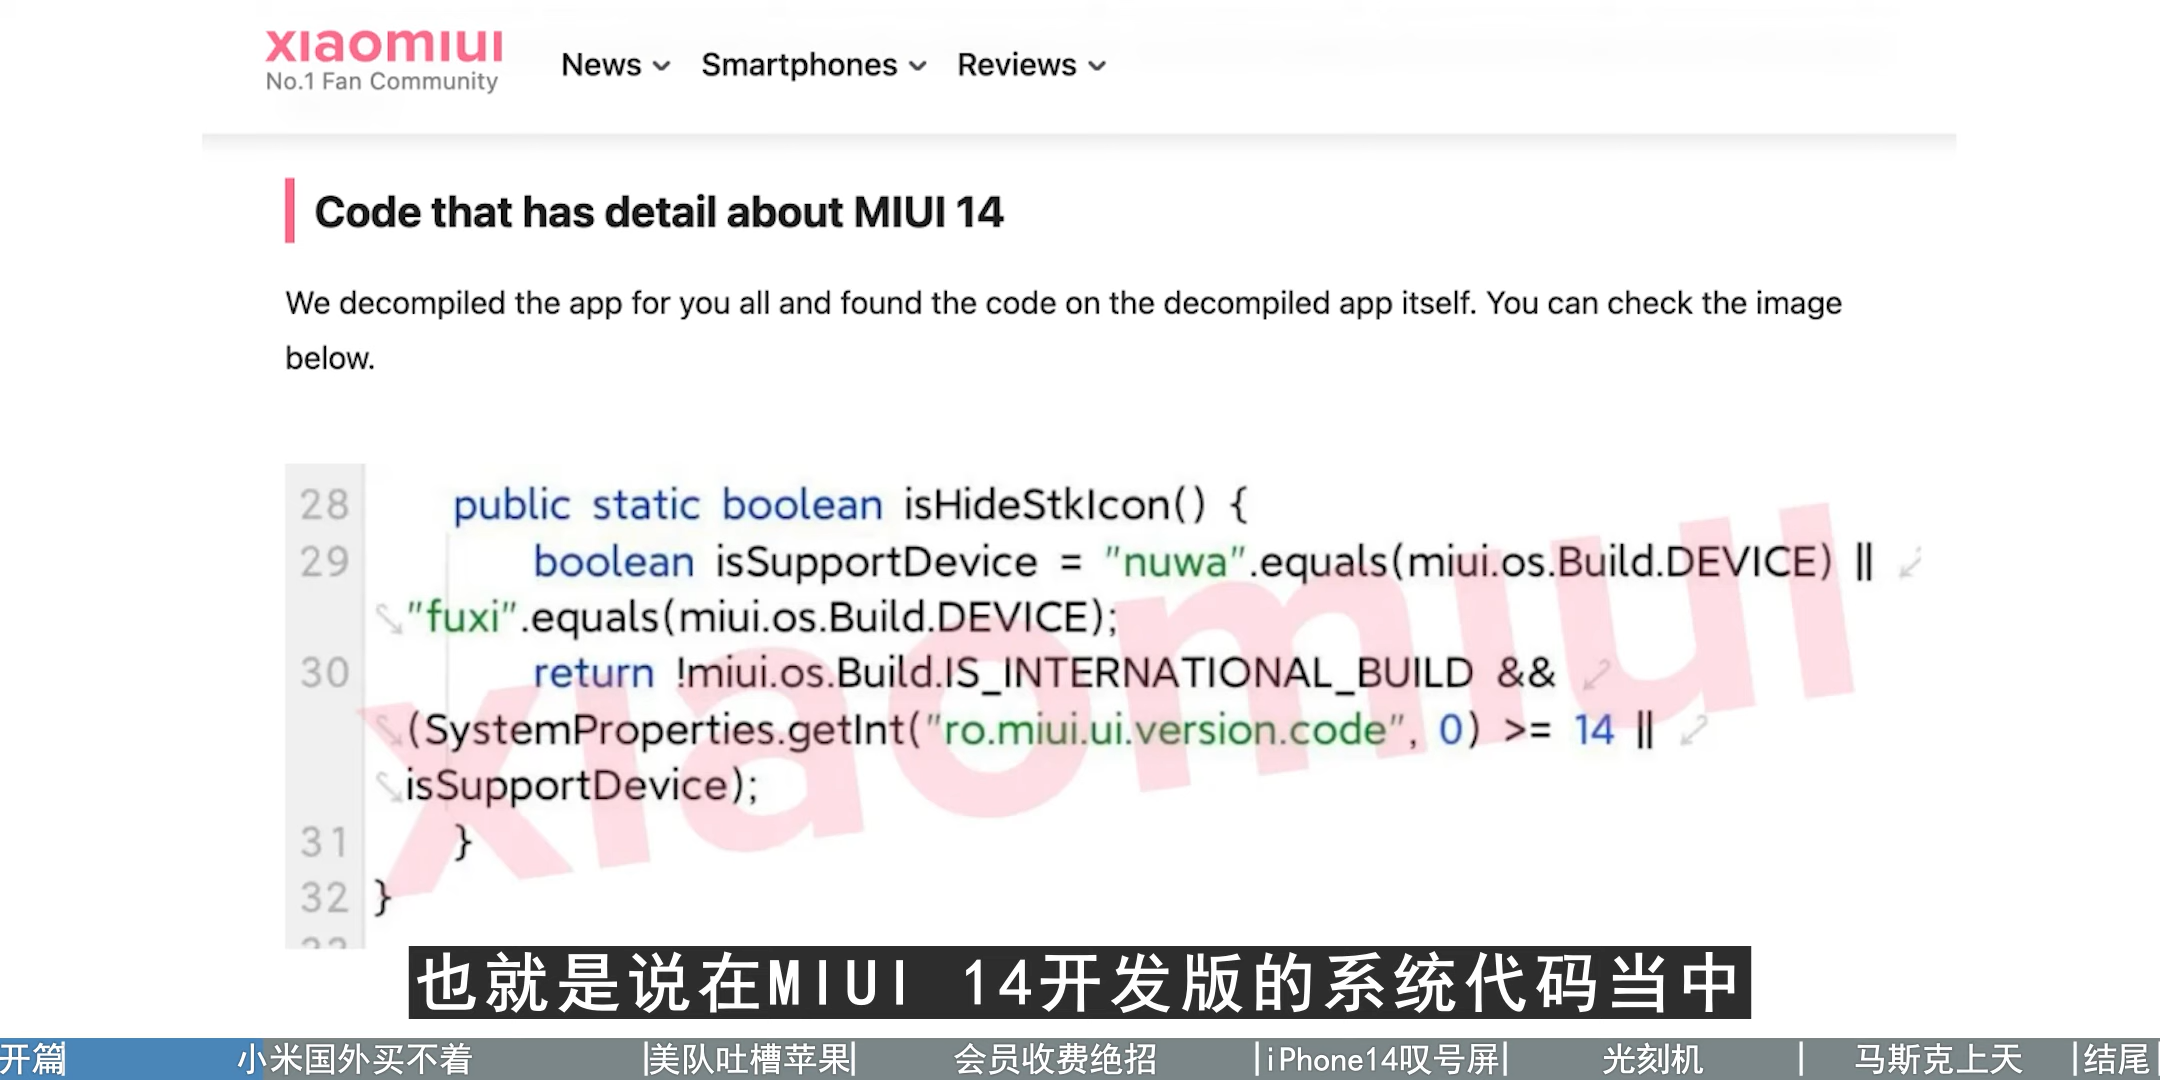 xiaomiui
No.1 Fan Community
News
Smartphones
Reviews
Code that has detail about MIUI 14
We decompiled the app for you all and found the code on the decompiled app itself. You can check the image
below.
28 public static boolean isHideStkIcon() {
29 boolean isSupportDevice = "nuwa".equals(miui.os.Build.DEVICE) ||
"fuxi".equals(miui.os.Build.DEVICE);
30 return !miui.os.Build.IS_INTERNATIONAL_BUILD &&
(SystemProperties.getInt("ro.miui.ui.version.code", 0) >= 14 ||
isSupportDevice);
31 }
32 }
xiaomiui
也就是说在MIUI 14开发版的系统代码当中
开篇| 小米国外买不着 |美队吐槽苹果| 会员收费绝招 |iPhone14叹号屏| 光刻机 | 马斯克上天 |结尾|